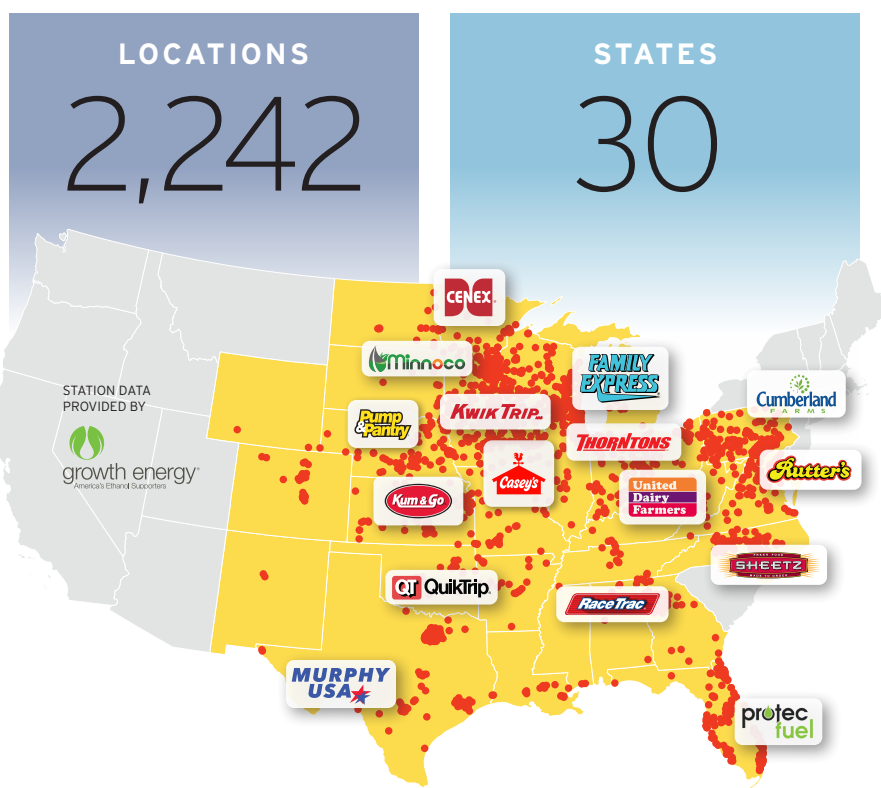 LOCATIONS
2,242
STATES
30
CENEX
Minnoco
FAMILY
EXPRESS
STATION DATA
PROVIDED BY
growth energy®
America's Ethanol Supporters
Pump
&Pantry
KWIK TRIP
THORNTONS
Cumberland
FARMS
Casey's
Rutter's
Kum & Go
United
Dairy
Farmers
SHEETZ
QT QuikTrip
RaceTrac
MURPHY
USA
protec
fuel